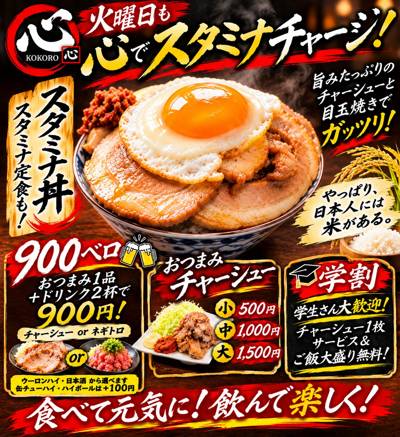 心
KOKORO
心
火曜日も
心でスタミナチャージ!
旨みたっぷりの
チャーシューと
目玉焼きで
ガッツリ!
スタミナ丼
スタミナ定食も!
やっぱり、
日本人には
米がある。
900ベロ
おつまみ1品
+ドリンク2杯で
900円!
チャーシュー or ネギトロ
or
ウーロンハイ・日本酒 から選べます
缶チューハイ・ハイボールは+100円
おつまみ
チャーシュー
小 500円
中 1,000円
大 1,500円
学割
学生さん大歓迎!
チャーシュー1枚
サービス&
ご飯大盛り無料!
食べて元気に!飲んで楽しく!